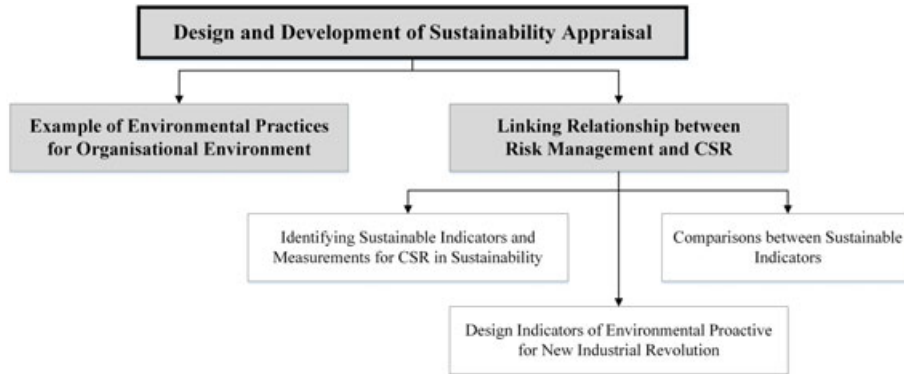 Design and Development of Sustainability Appraisal
Example of Environmental Practices
for Organisational Environment
Linking Relationship between
Risk Management and CSR
Identifying Sustainable Indicators and
Measurements for CSR in Sustainability
Comparisons between Sustainable
Indicators
Design Indicators of Environmental Proactive
for New Industrial Revolution